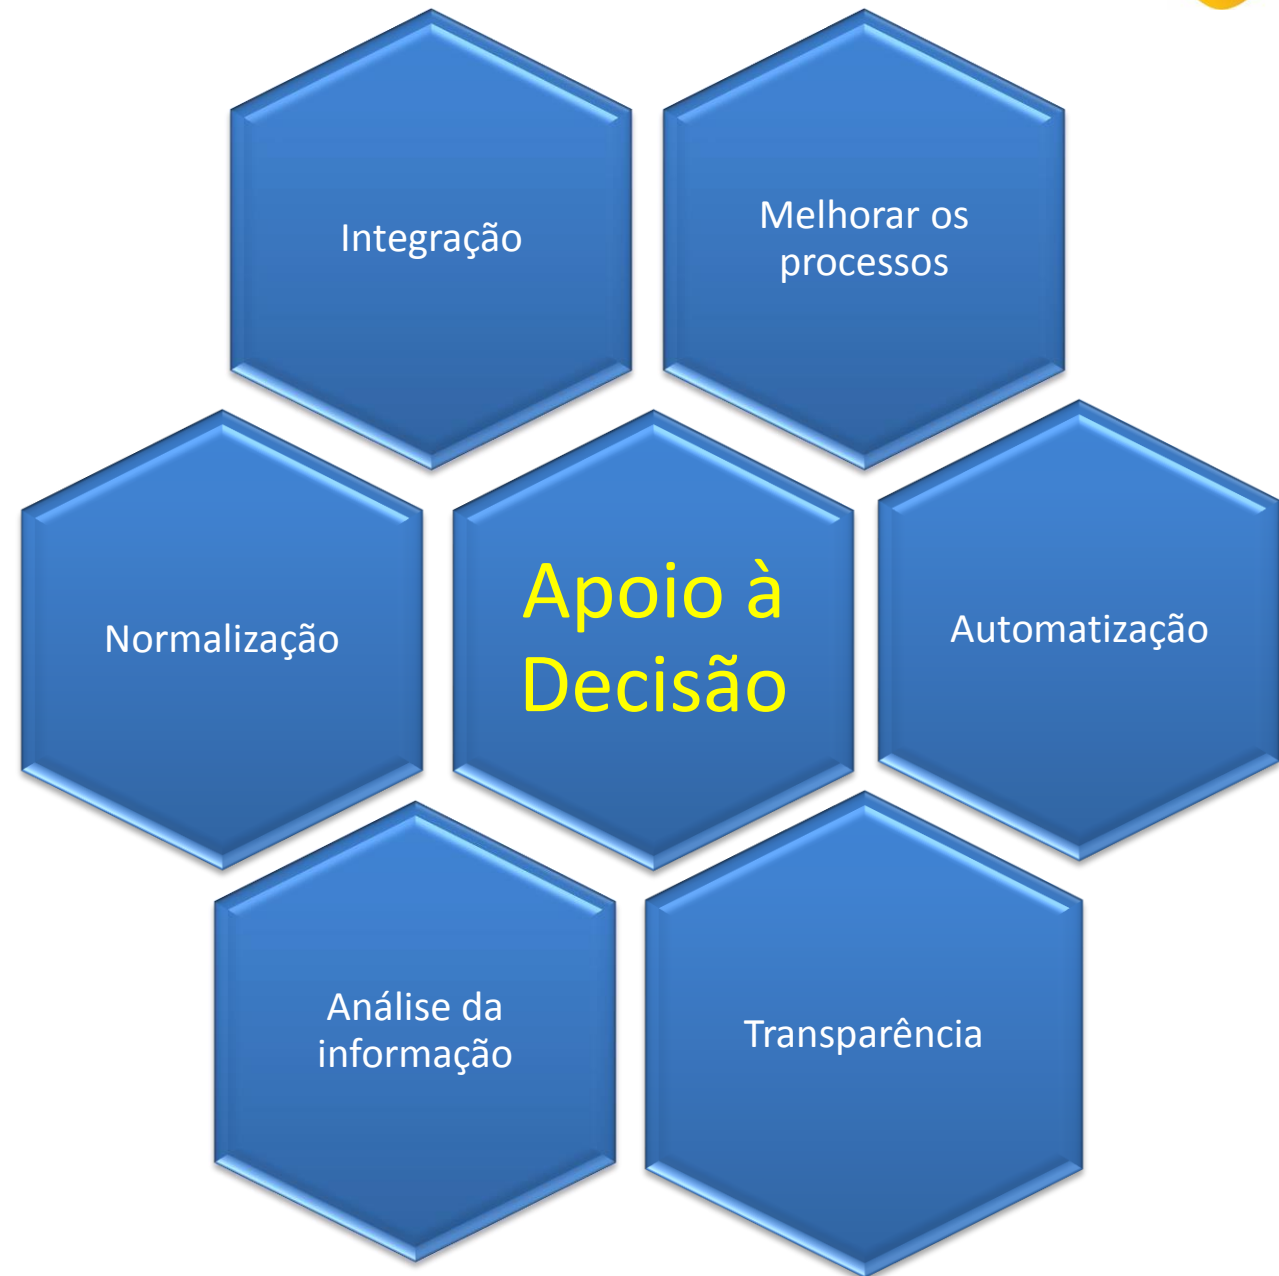 Integração
Melhorar os
processos
Normalização
Apoio à
Decisão
Automatização
Análise da
informação
Transparência